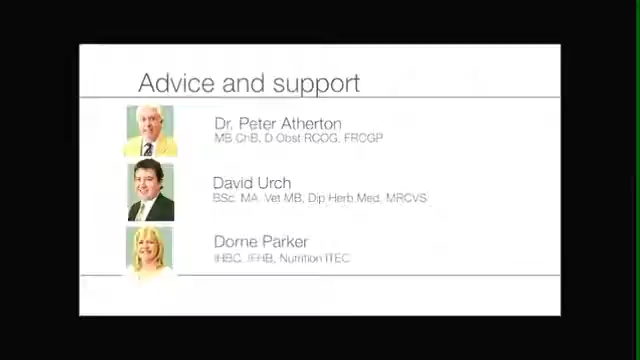 Advice and support
Dr. Peter Atherton
MB ChB, D Obst RCOG, FRCGP
David Urch
BSc, MA, Vet MB, Dip Herb Med, MRCVS
Dorne Parker
IHBC, IFHB, Nutrition ITEC